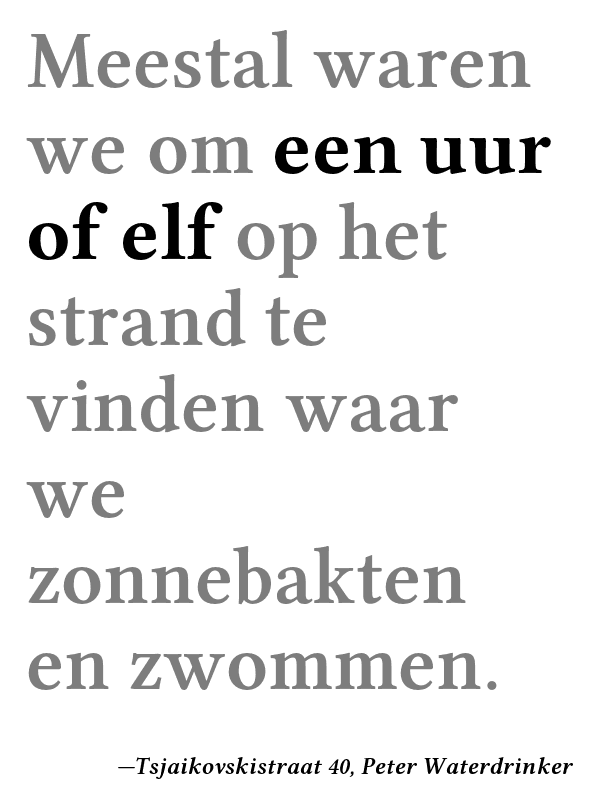 Meestal waren
we om een uur
of elf op het
strand te
vinden waar
we
zonnebakten
en zwommen.
—Tsjaikovskistraat 40, Peter Waterdrinker